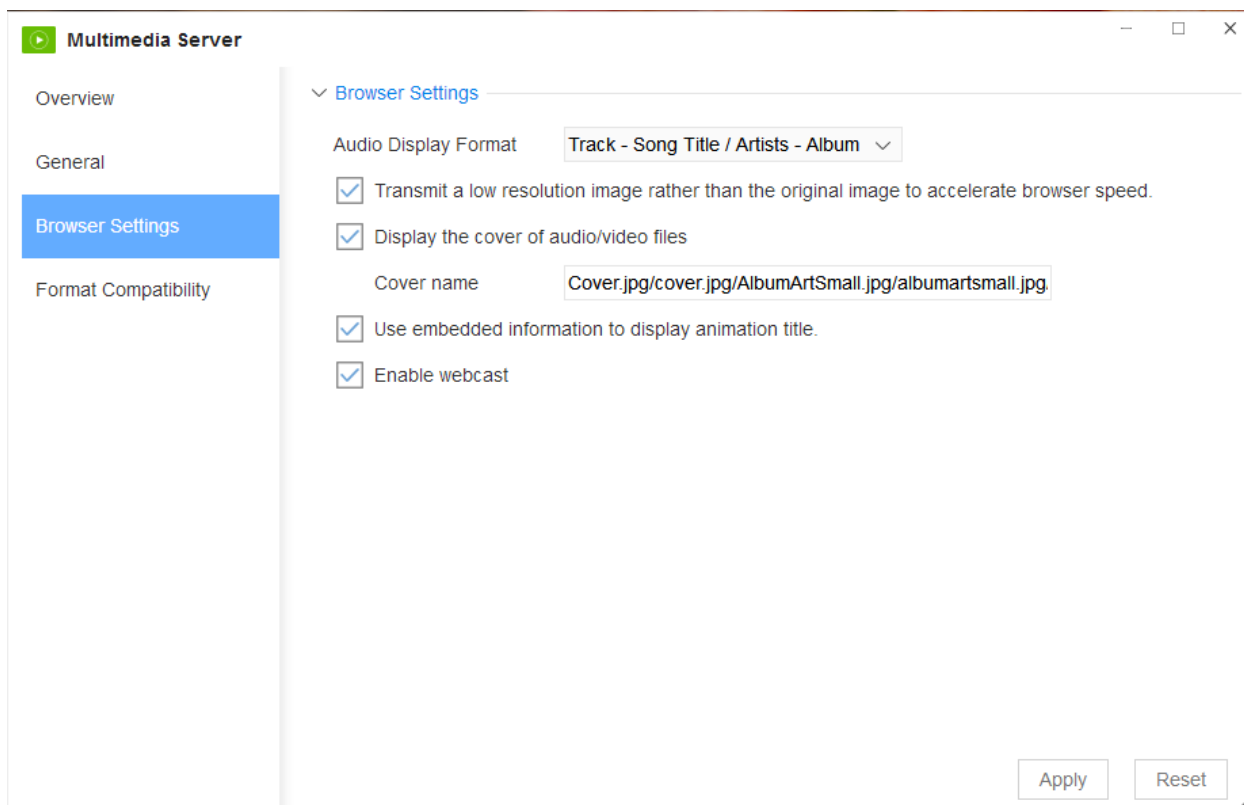 Multimedia Server
Overview
General
Browser Settings
Format Compatibility
Browser Settings
Audio Display Format Track - Song Title / Artists - Album
Transmit a low resolution image rather than the original image to accelerate browser speed.
Display the cover of audio/video files
Cover name Cover.jpg/cover.jpg/AlbumArtSmall.jpg/albumartsmall.jpg
Use embedded information to display animation title.
Enable webcast
Apply Reset